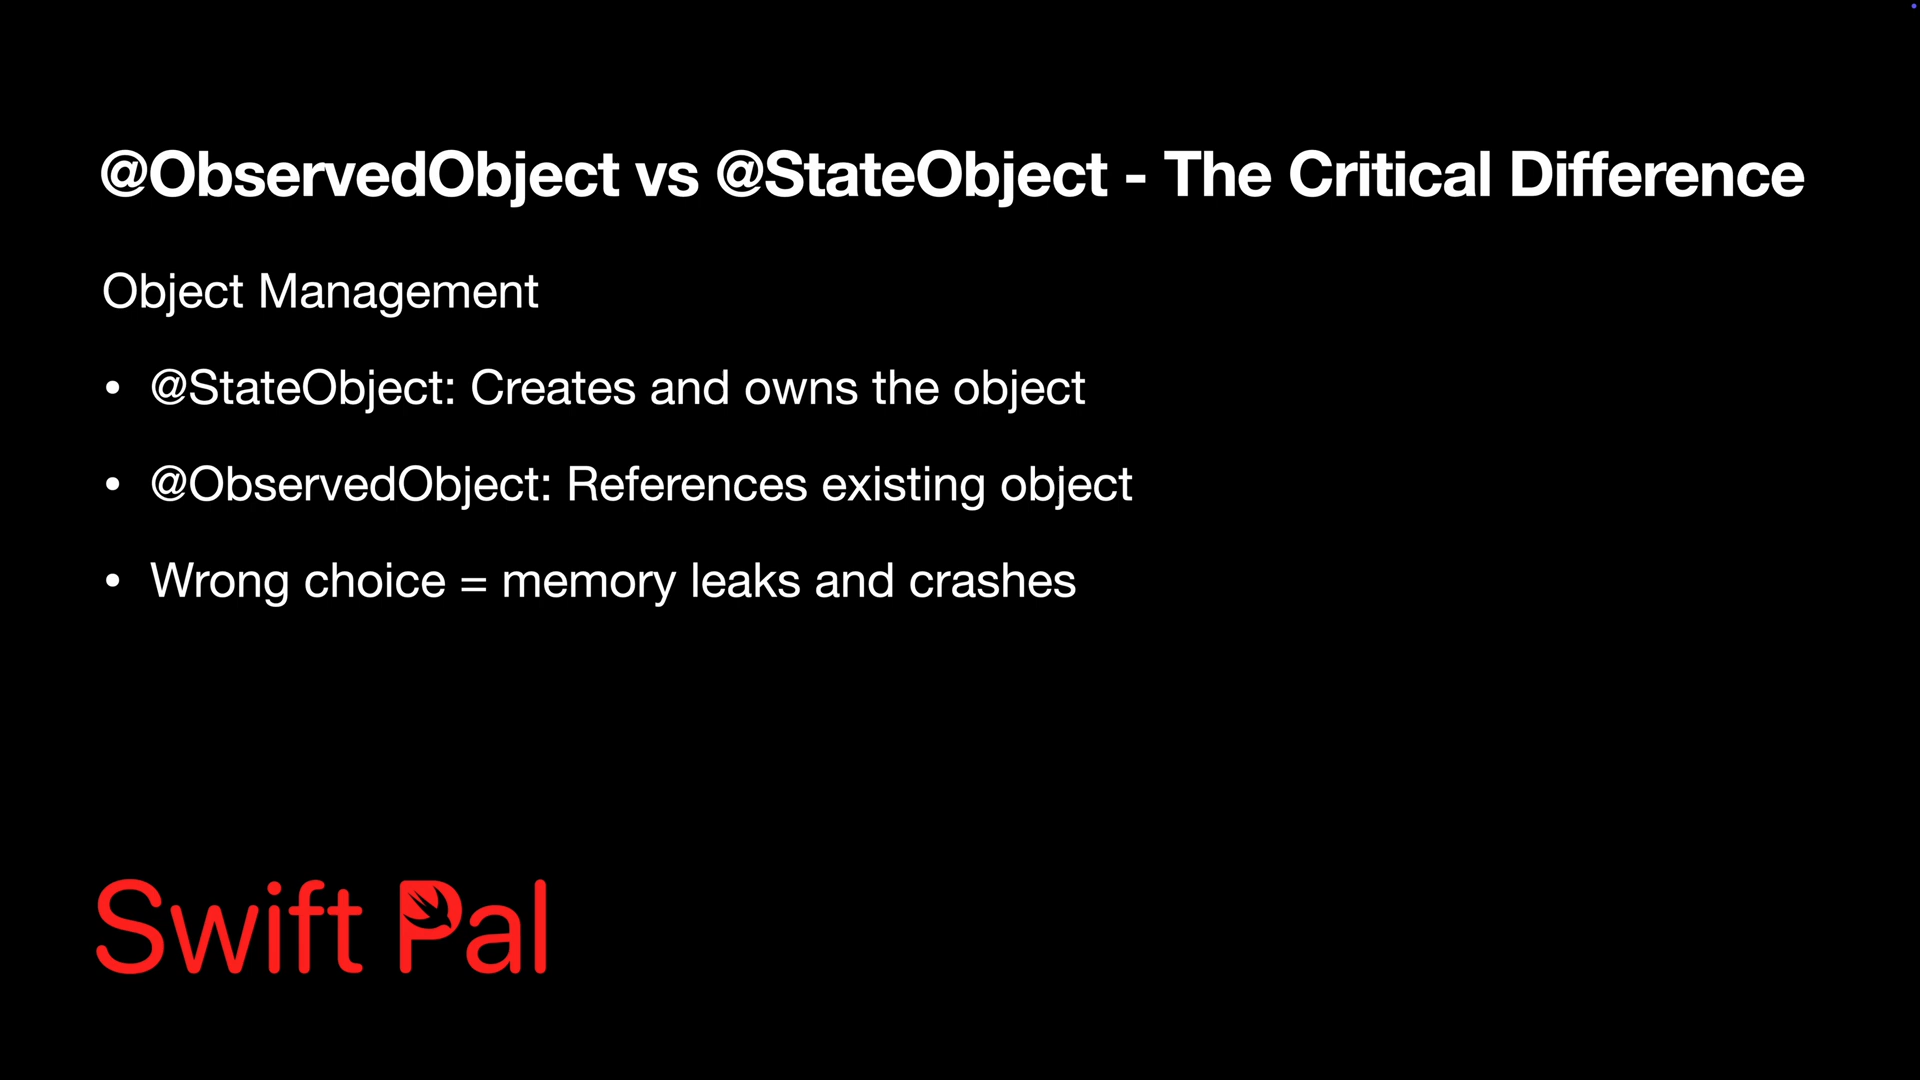 @ObservedObject vs @StateObject - The Critical Difference
Object Management
• @StateObject: Creates and owns the object
• @ObservedObject: References existing object
• Wrong choice = memory leaks and crashes
Swift Pal